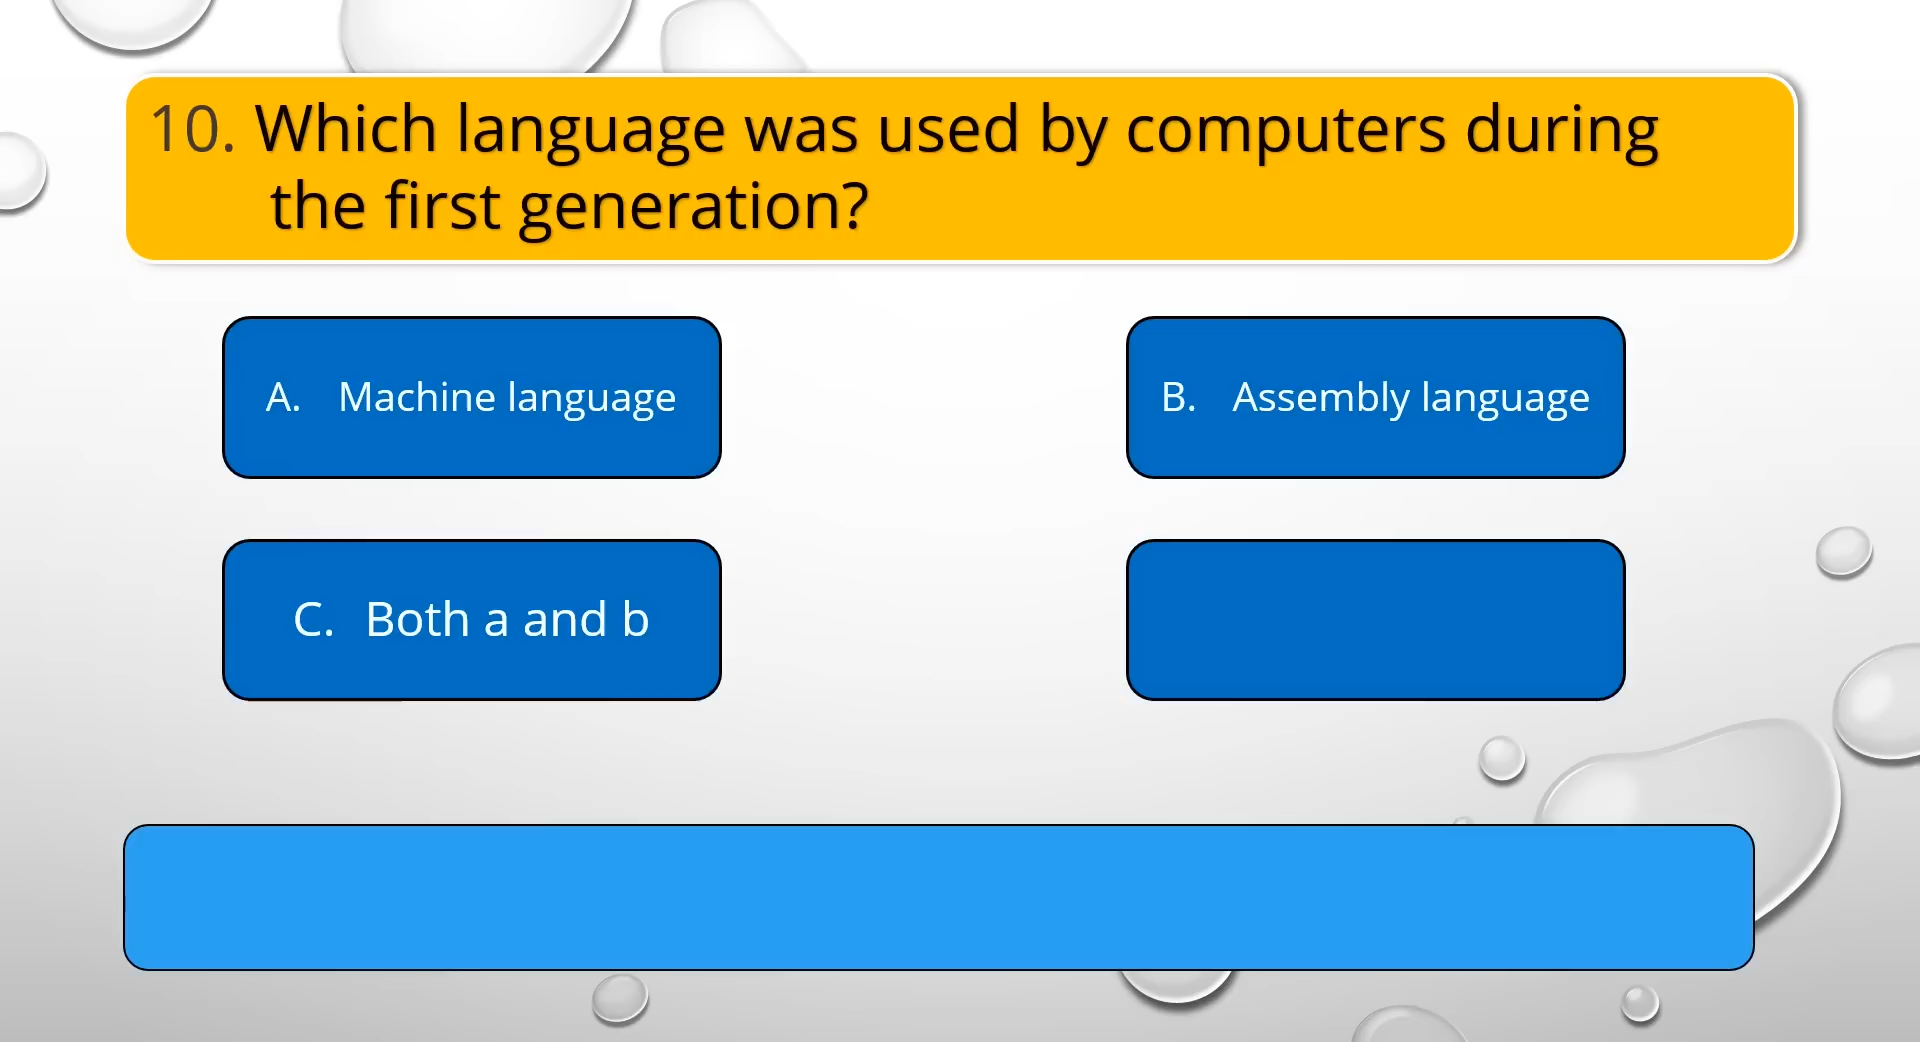 10. Which language was used by computers during
the first generation?
A. Machine language
B. Assembly language
C. Both a and b